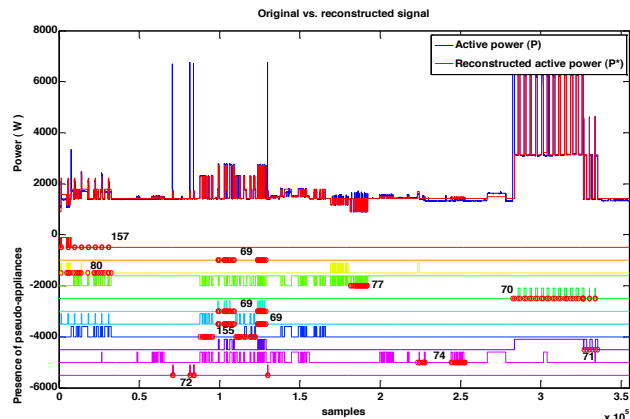 Original vs. reconstructed signal
Active power (P)
Reconstructed active power (P*)
Power ( W )
Presence of pseudo-appliances
8000
6000
4000
2000
0
-2000
-4000
-6000
157
69
80
77
70
69
69
155
71
74
72
0 0.5 1 1.5 2 2.5 3 3.5
x 10^5
samples